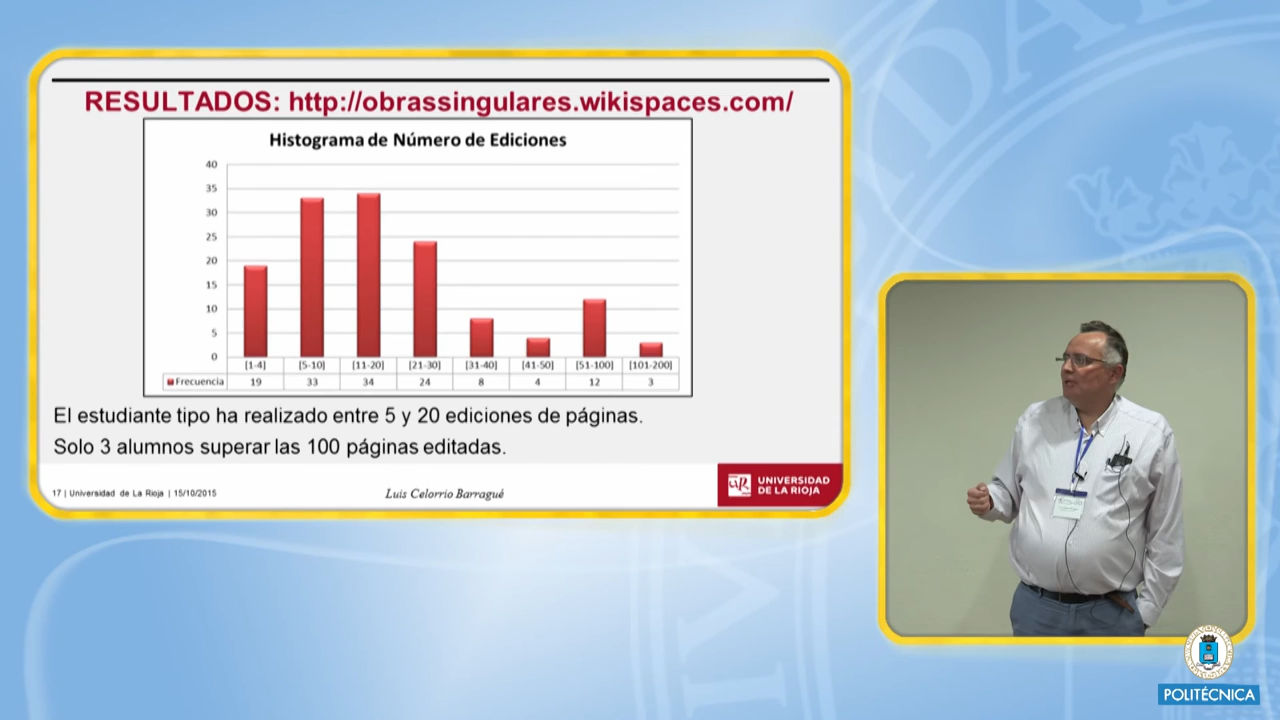 RESULTADOS: http://obrassingulares.wikispaces.com/
Histograma de Número de Ediciones
40
35
30
25
20
15
10
5
0
[1-4] [5-10] [11-20] [21-30] [31-40] [41-50] [51-100] [101-200]
Frecuencia 19 33 34 24 8 4 12 3
El estudiante tipo ha realizado entre 5 y 20 ediciones de páginas.
Solo 3 alumnos superar las 100 páginas editadas.
17 | Universidad de La Rioja | 15/10/2015
Luis Celorrio Barragué
UNIVERSIDAD
DE LA RIOJA
POLITÉCNICA